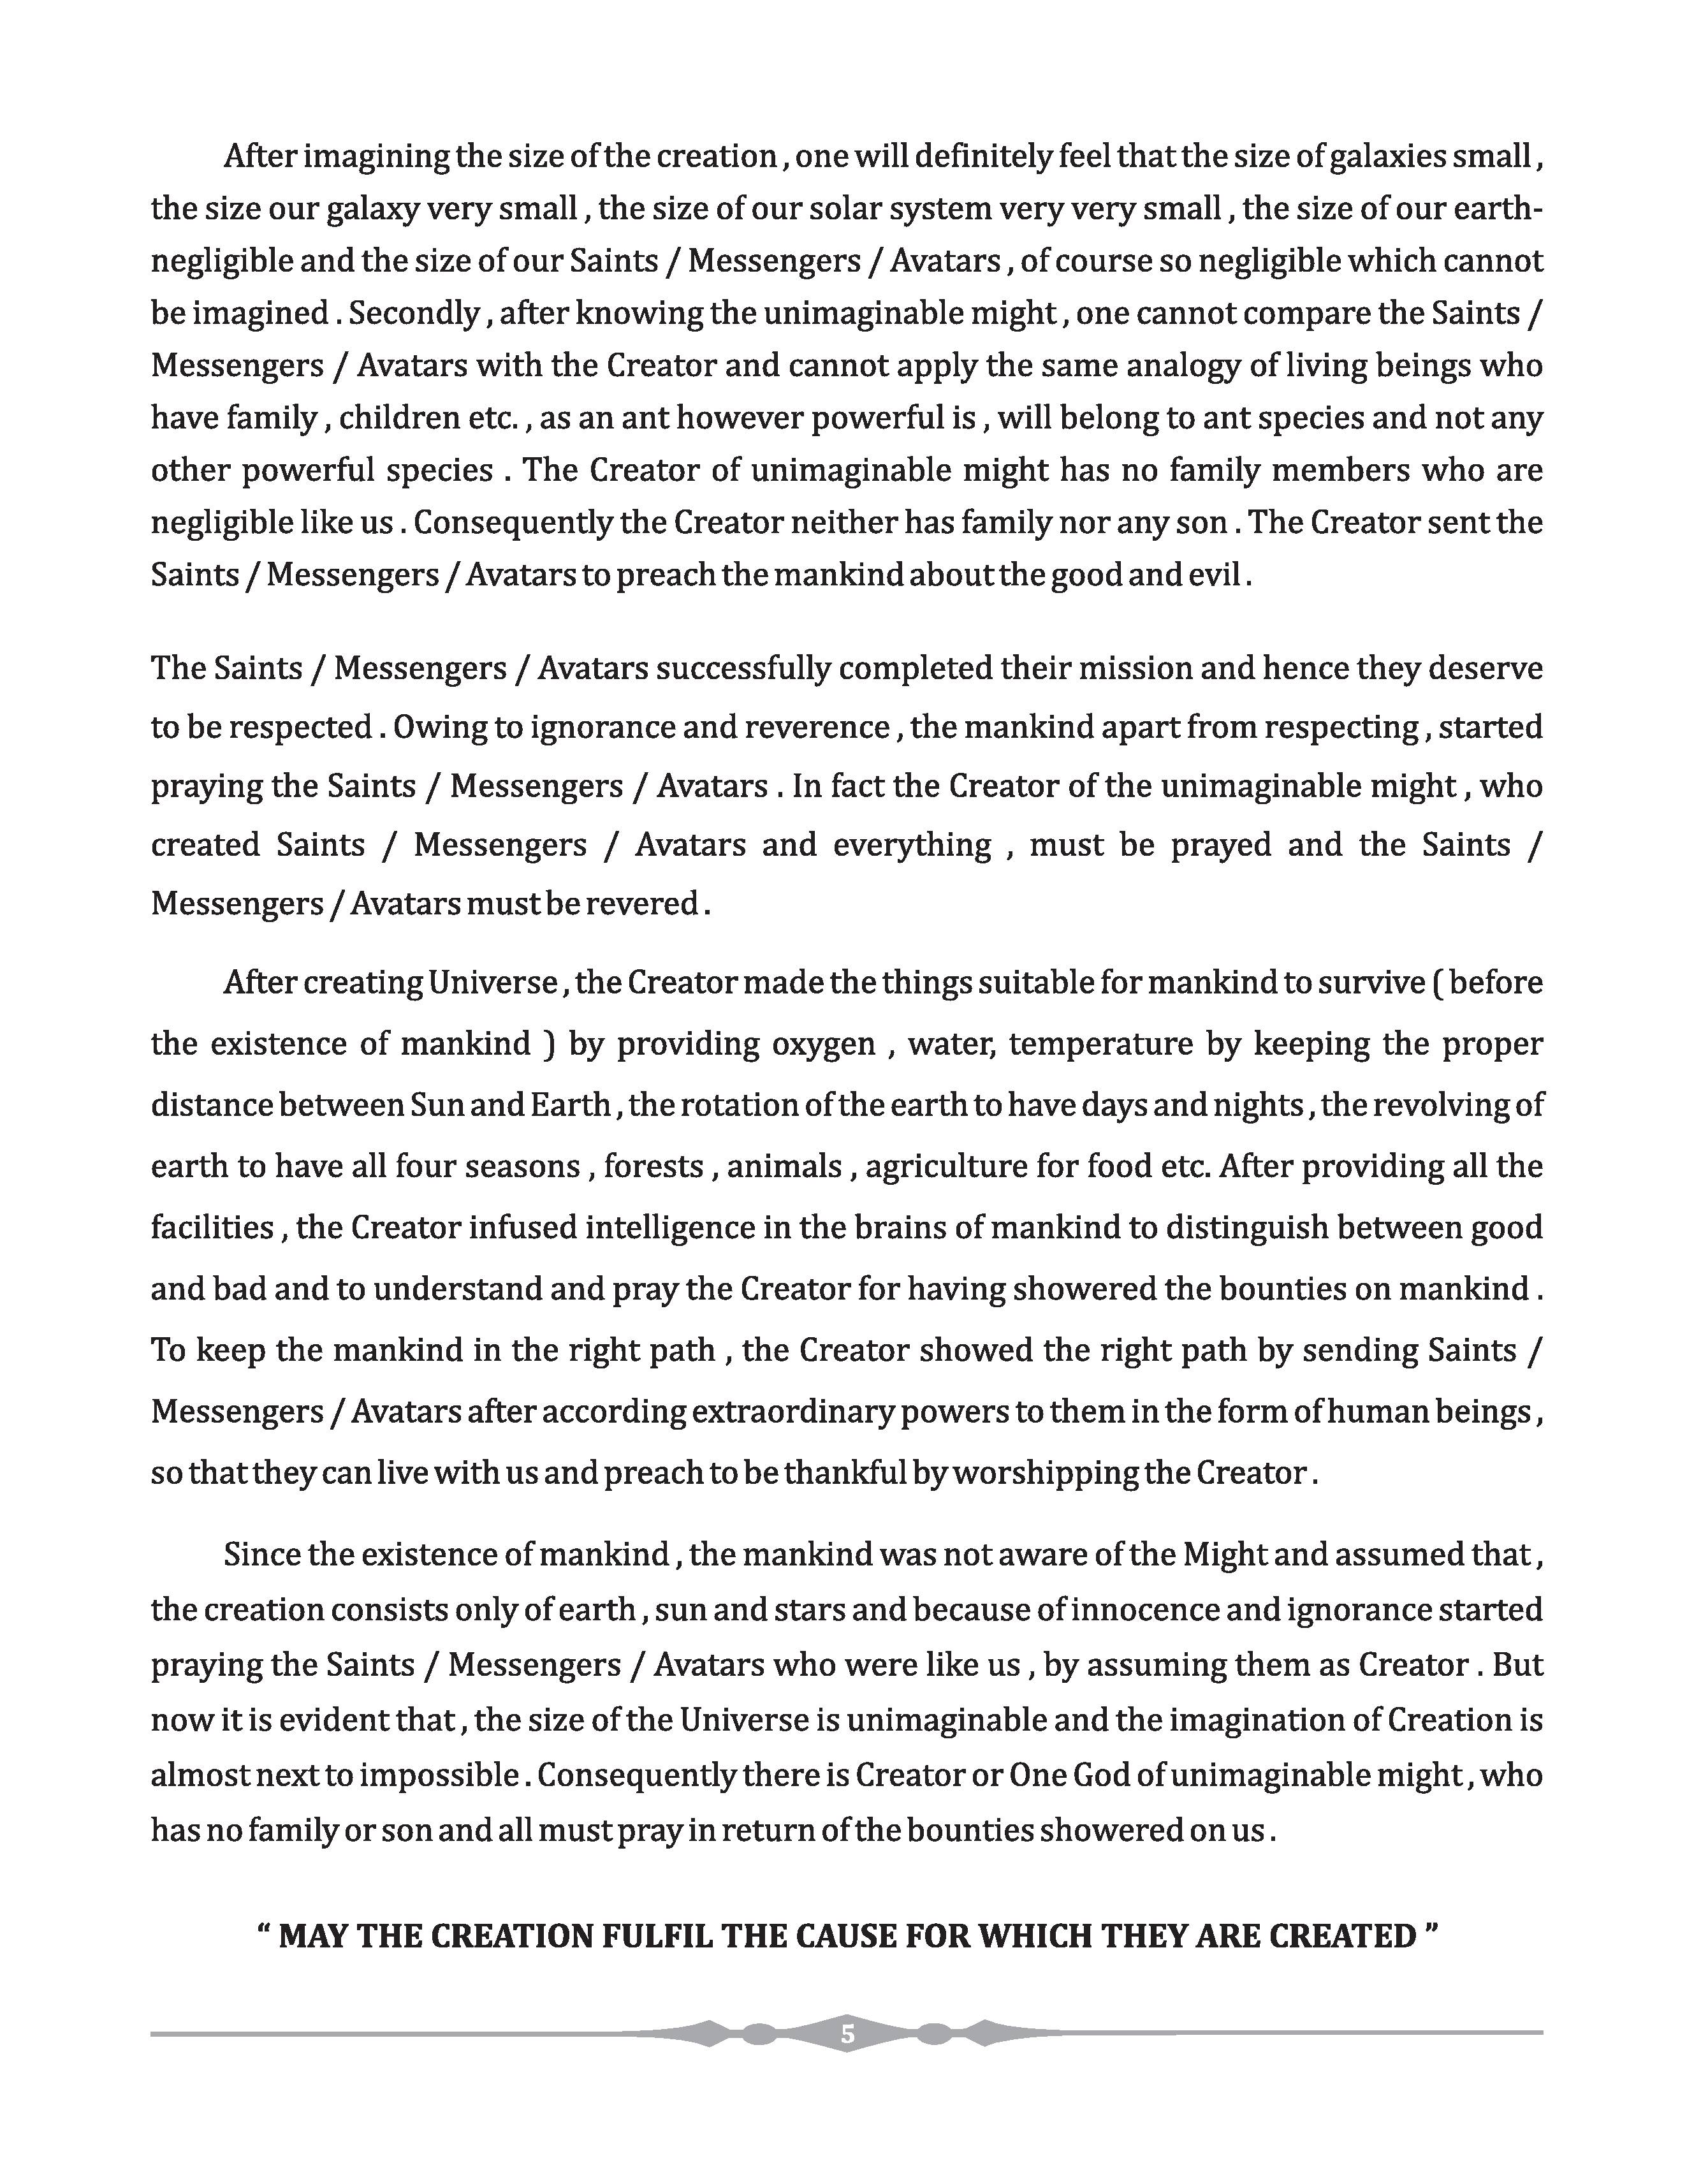 After imagining the size of the creation , one will definitely feel that the size of galaxies small ,
the size our galaxy very small , the size of our solar system very very small , the size of our earth-
negligible and the size of our Saints / Messengers / Avatars , of course so negligible which cannot
be imagined . Secondly , after knowing the unimaginable might , one cannot compare the Saints /
Messengers / Avatars with the Creator and cannot apply the same analogy of living beings who
have family , children etc. , as an ant however powerful is , will belong to ant species and not any
other powerful species . The Creator of unimaginable might has no family members who are
negligible like us . Consequently the Creator neither has family nor any son . The Creator sent the
Saints / Messengers / Avatars to preach the mankind about the good and evil .
The Saints / Messengers / Avatars successfully completed their mission and hence they deserve
to be respected . Owing to ignorance and reverence , the mankind apart from respecting , started
praying the Saints / Messengers / Avatars . In fact the Creator of the unimaginable might , who
created Saints / Messengers / Avatars and everything , must be prayed and the Saints /
Messengers / Avatars must be revered .
After creating Universe , the Creator made the things suitable for mankind to survive ( before
the existence of mankind ) by providing oxygen , water, temperature by keeping the proper
distance between Sun and Earth , the rotation of the earth to have days and nights , the revolving of
earth to have all four seasons , forests , animals , agriculture for food etc. After providing all the
facilities , the Creator infused intelligence in the brains of mankind to distinguish between good
and bad and to understand and pray the Creator for having showered the bounties on mankind .
To keep the mankind in the right path , the Creator showed the right path by sending Saints /
Messengers / Avatars after according extraordinary powers to them in the form of human beings ,
so that they can live with us and preach to be thankful by worshipping the Creator .
Since the existence of mankind , the mankind was not aware of the Might and assumed that ,
the creation consists only of earth , sun and stars and because of innocence and ignorance started
praying the Saints / Messengers / Avatars who were like us , by assuming them as Creator . But
now it is evident that , the size of the Universe is unimaginable and the imagination of Creation is
almost next to impossible . Consequently there is Creator or One God of unimaginable might , who
has no family or son and all must pray in return of the bounties showered on us .
“ MAY THE CREATION FULFIL THE CAUSE FOR WHICH THEY ARE CREATED ”
5